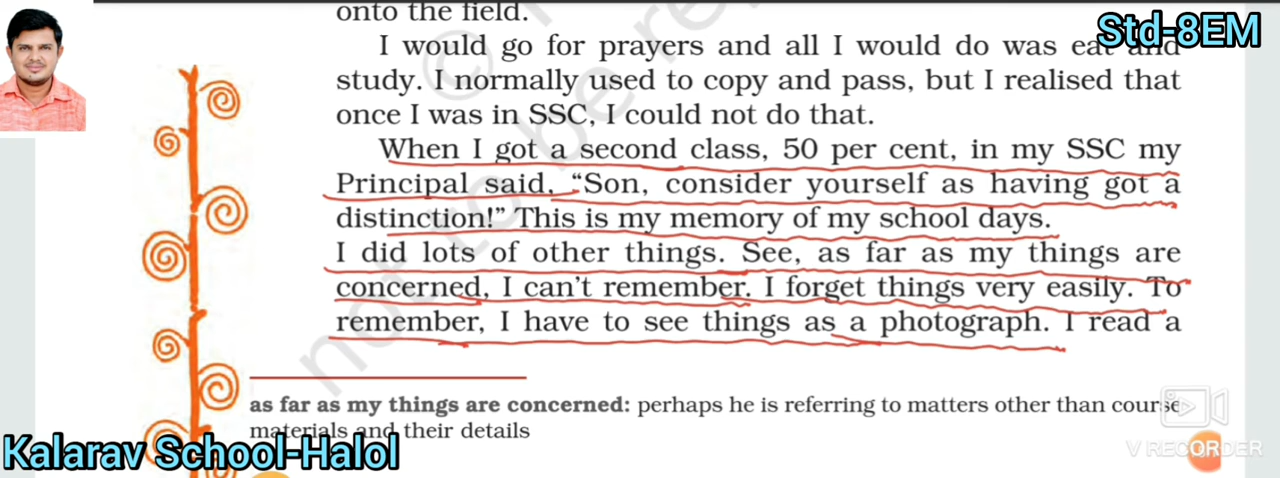 onto the field.
Std-8EM
I would go for prayers and all I would do was eat and
study. I normally used to copy and pass, but I realised that
once I was in SSC, I could not do that.
When I got a second class, 50 per cent, in my SSC my
Principal said, “Son, consider yourself as having got a
distinction!” This is my memory of my school days.
I did lots of other things. See, as far as my things are
concerned, I can’t remember. I forget things very easily. To
remember, I have to see things as a photograph. I read a
as far as my things are concerned: perhaps he is referring to matters other than course
materials and their details
Kalarav School-Halol
V RECORDER
© 
not to be re